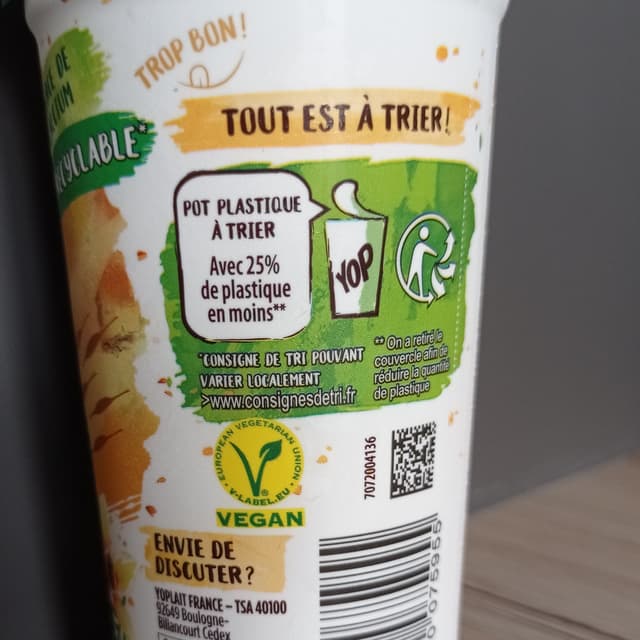 TROP BON!
DE
RECYCLABLE*
TOUT EST À TRIER!
POT PLASTIQUE
À TRIER
Avec 25%
de plastique
en moins**
YOP
*CONSIGNE DE TRI POUVANT
VARIER LOCALEMENT
>www.consignesdetri.fr
** On a retiré le
couvercle afin de
réduire la quantité
de plastique
EUROPEAN VEGETARIAN UNION
V-LABEL.EU
VEGAN
7072004136
ENVIE DE
DISCUTER?
YOPLAIT FRANCE – TSA 40100
92649 Boulogne-
Billancourt Cedex
075955